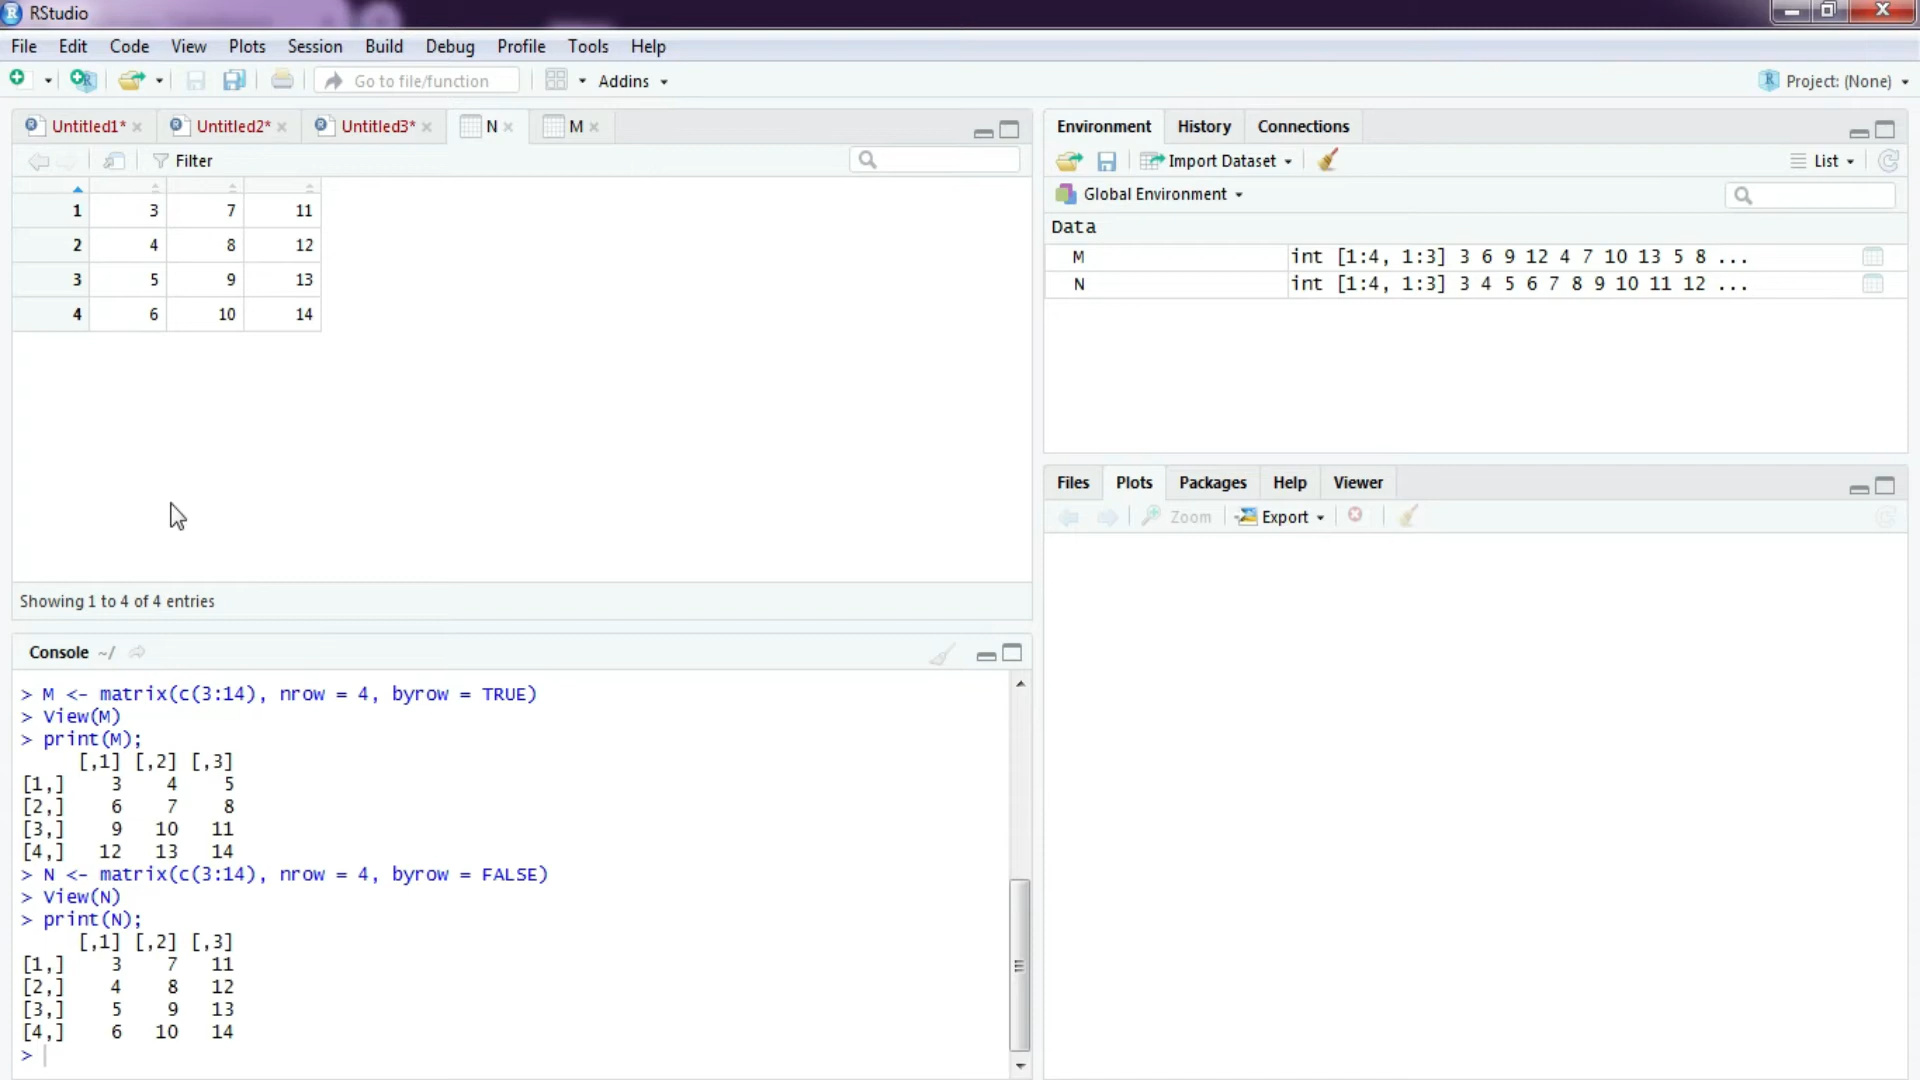 RStudio
File Edit Code View Plots Session Build Debug Profile Tools Help
Go to file/function Addins Project: (None)
Untitled1* Untitled2* Untitled3* N M
Filter
1 3 7 11
2 4 8 12
3 5 9 13
4 6 10 14
Showing 1 to 4 of 4 entries
Console ~/
> M <- matrix(c(3:14), nrow = 4, byrow = TRUE)
> View(M)
> print(M);
[,1] [,2] [,3]
[1,] 3 4 5
[2,] 6 7 8
[3,] 9 10 11
[4,] 12 13 14
> N <- matrix(c(3:14), nrow = 4, byrow = FALSE)
> View(N)
> print(N);
[,1] [,2] [,3]
[1,] 3 7 11
[2,] 4 8 12
[3,] 5 9 13
[4,] 6 10 14
>
Environment History Connections
Import Dataset List
Global Environment
Data
M int [1:4, 1:3] 3 6 9 12 4 7 10 13 5 8 ...
N int [1:4, 1:3] 3 4 5 6 7 8 9 10 11 12 ...
Files Plots Packages Help Viewer
Zoom Export